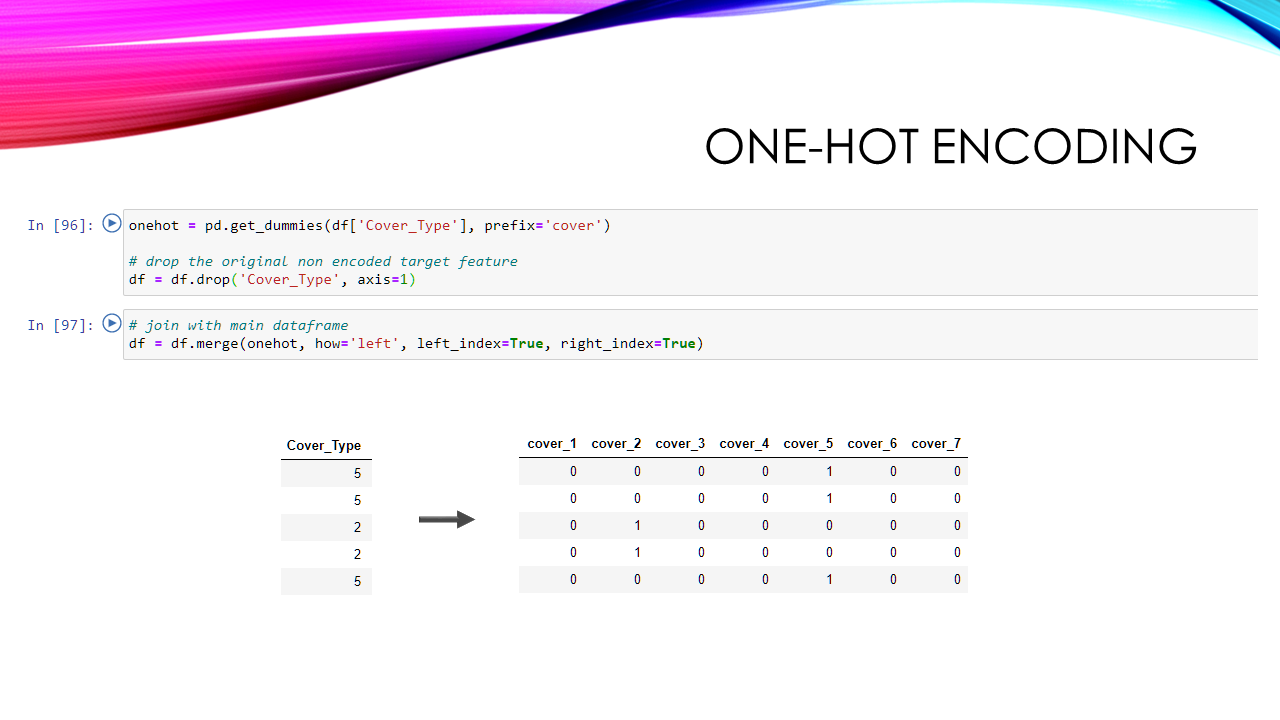 ONE-HOT ENCODING
In [96]: onehot = pd.get_dummies(df['Cover_Type'], prefix='cover')
# drop the original non encoded target feature
df = df.drop('Cover_Type', axis=1)
In [97]: # join with main dataframe
df = df.merge(onehot, how='left', left_index=True, right_index=True)
Cover_Type
5
5
2
2
5
cover_1 cover_2 cover_3 cover_4 cover_5 cover_6 cover_7
0 0 0 0 1 0 0
0 0 0 0 1 0 0
0 1 0 0 0 0 0
0 1 0 0 0 0 0
0 0 0 0 1 0 0